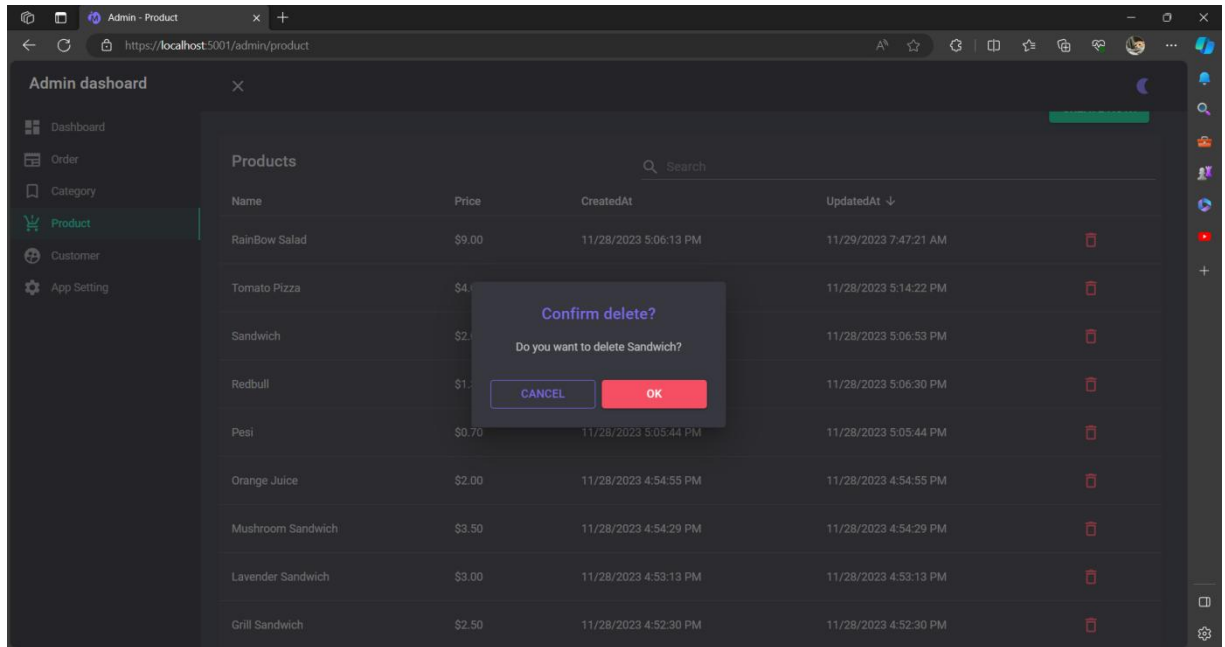 Admin - Product
https://localhost:5001/admin/product
Admin dashoard
Dashboard
Order
Category
Product
Customer
App Setting
Products
Search
Name Price CreatedAt UpdatedAt
RainBow Salad $9.00 11/28/2023 5:06:13 PM 11/29/2023 7:47:21 AM
Tomato Pizza $4. 11/28/2023 5:14:22 PM
Sandwich $2. 11/28/2023 5:06:53 PM
Redbull $1. 11/28/2023 5:06:30 PM
Pesi $0.70 11/28/2023 5:05:44 PM 11/28/2023 5:05:44 PM
Orange Juice $2.00 11/28/2023 4:54:55 PM 11/28/2023 4:54:55 PM
Mushroom Sandwich $3.50 11/28/2023 4:54:29 PM 11/28/2023 4:54:29 PM
Lavender Sandwich $3.00 11/28/2023 4:53:13 PM 11/28/2023 4:53:13 PM
Grill Sandwich $2.50 11/28/2023 4:52:30 PM 11/28/2023 4:52:30 PM
Confirm delete?
Do you want to delete Sandwich?
CANCEL OK